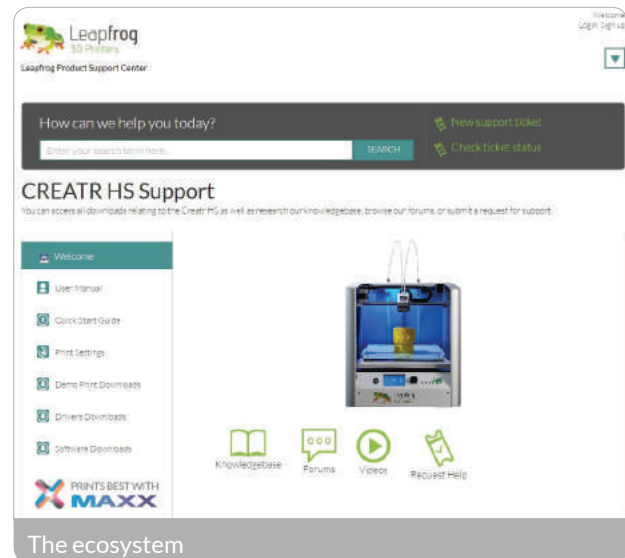 Leapfrog
3D Printers
Leapfrog Product Support Center
Welcome
Login Sign up
How can we help you today?
Enter your search term here...
SEARCH
New support ticket
Check ticket status
CREATR HS Support
You can access all downloads relating to the Creatr HS as well as research our knowledgebase, browse our forums, or submit a request for support.
Welcome
User Manual
Quick Start Guide
Print Settings
Demo Print Downloads
Drivers Downloads
Software Downloads
PRINTS BEST WITH
MAXX
Leapfrog
Knowledgebase
Forums
Videos
Request Help
The ecosystem